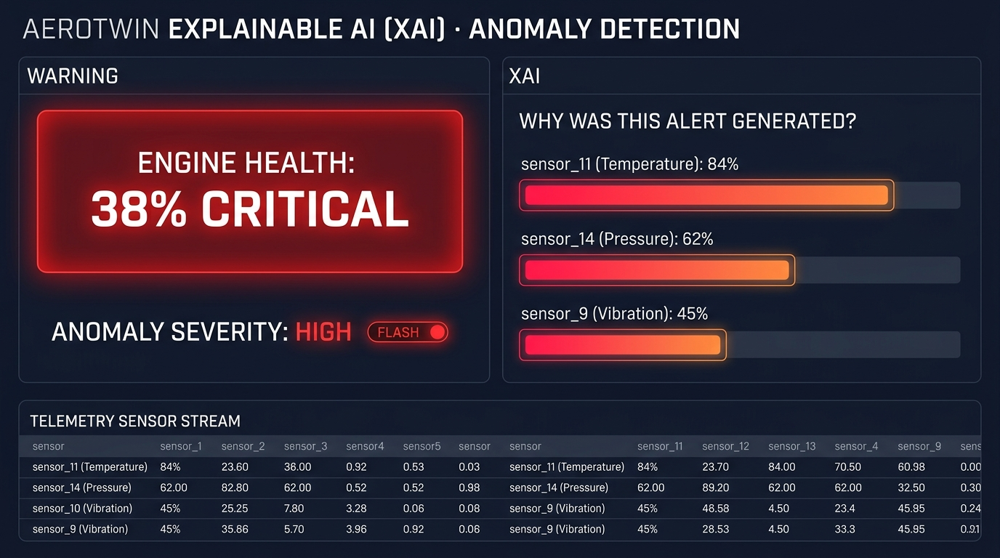 AEROTWIN EXPLAINABLE AI (XAI) · ANOMALY DETECTION
WARNING
ENGINE HEALTH:
38% CRITICAL
ANOMALY SEVERITY: HIGH FLASH
XAI
WHY WAS THIS ALERT GENERATED?
sensor_11 (Temperature): 84%
sensor_14 (Pressure): 62%
sensor_9 (Vibration): 45%
TELEMETRY SENSOR STREAM
sensor sensor_1 sensor_2 sensor_3 sensor4 sensor5 sensor sensor sensor_11 sensor_12 sensor_13 sensor_4 sensor_9 sens
sensor_11 (Temperature) 84% 23.60 36.00 0.92 0.53 0.03 sensor_11 (Temperature) 84% 23.70 84.00 70.50 60.98 0.00
sensor_14 (Pressure) 62.00 82.80 62.00 0.52 0.52 0.98 sensor_14 (Pressure) 62.00 89.20 62.00 62.00 32.50 0.30
sensor_10 (Vibration) 45% 25.25 7.80 3.28 0.06 0.08 sensor_9 (Vibration) 45% 48.58 4.50 23.4 45.95 0.24
sensor_9 (Vibration) 45% 35.86 5.70 3.96 0.92 0.06 sensor_9 (Vibration) 45% 28.53 4.50 33.3 45.95